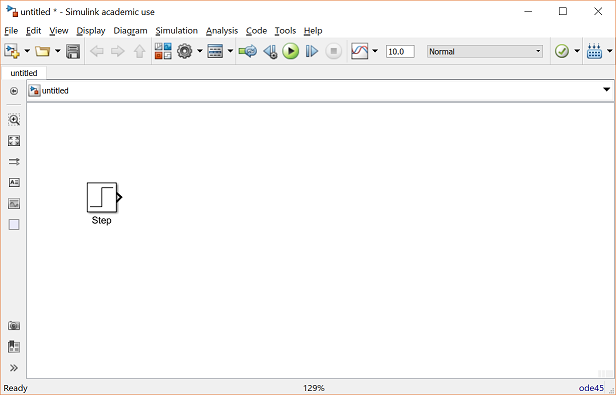 untitled * - Simulink academic use
File Edit View Display Diagram Simulation Analysis Code Tools Help
10.0 Normal
untitled
untitled
Step
Ready 129% ode45